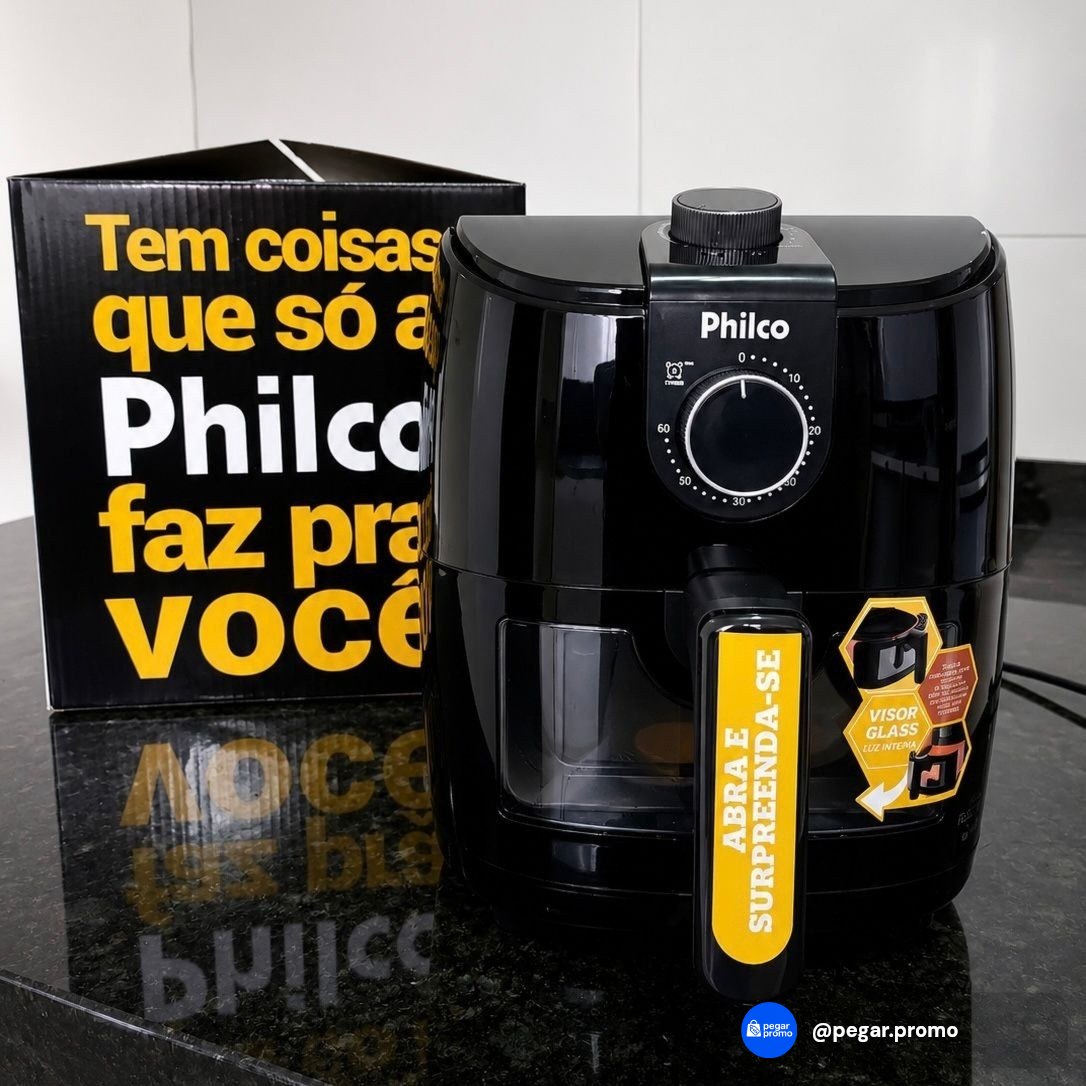 Tem coisas
que só a
Philco
faz pra
você
Philco
0
10
20
30
30
50
60
ABRA E
SURPREENDA-SE
VISOR
GLASS
LUZ INTERNA
pegar
promo
@pegar.promo